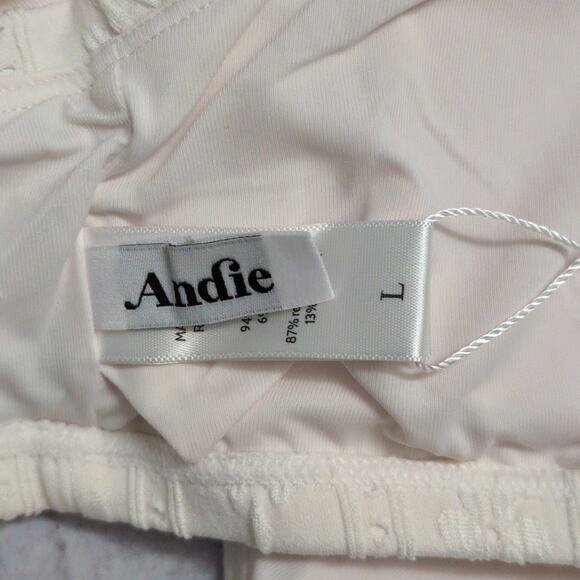 Andie
L
87% re
13%